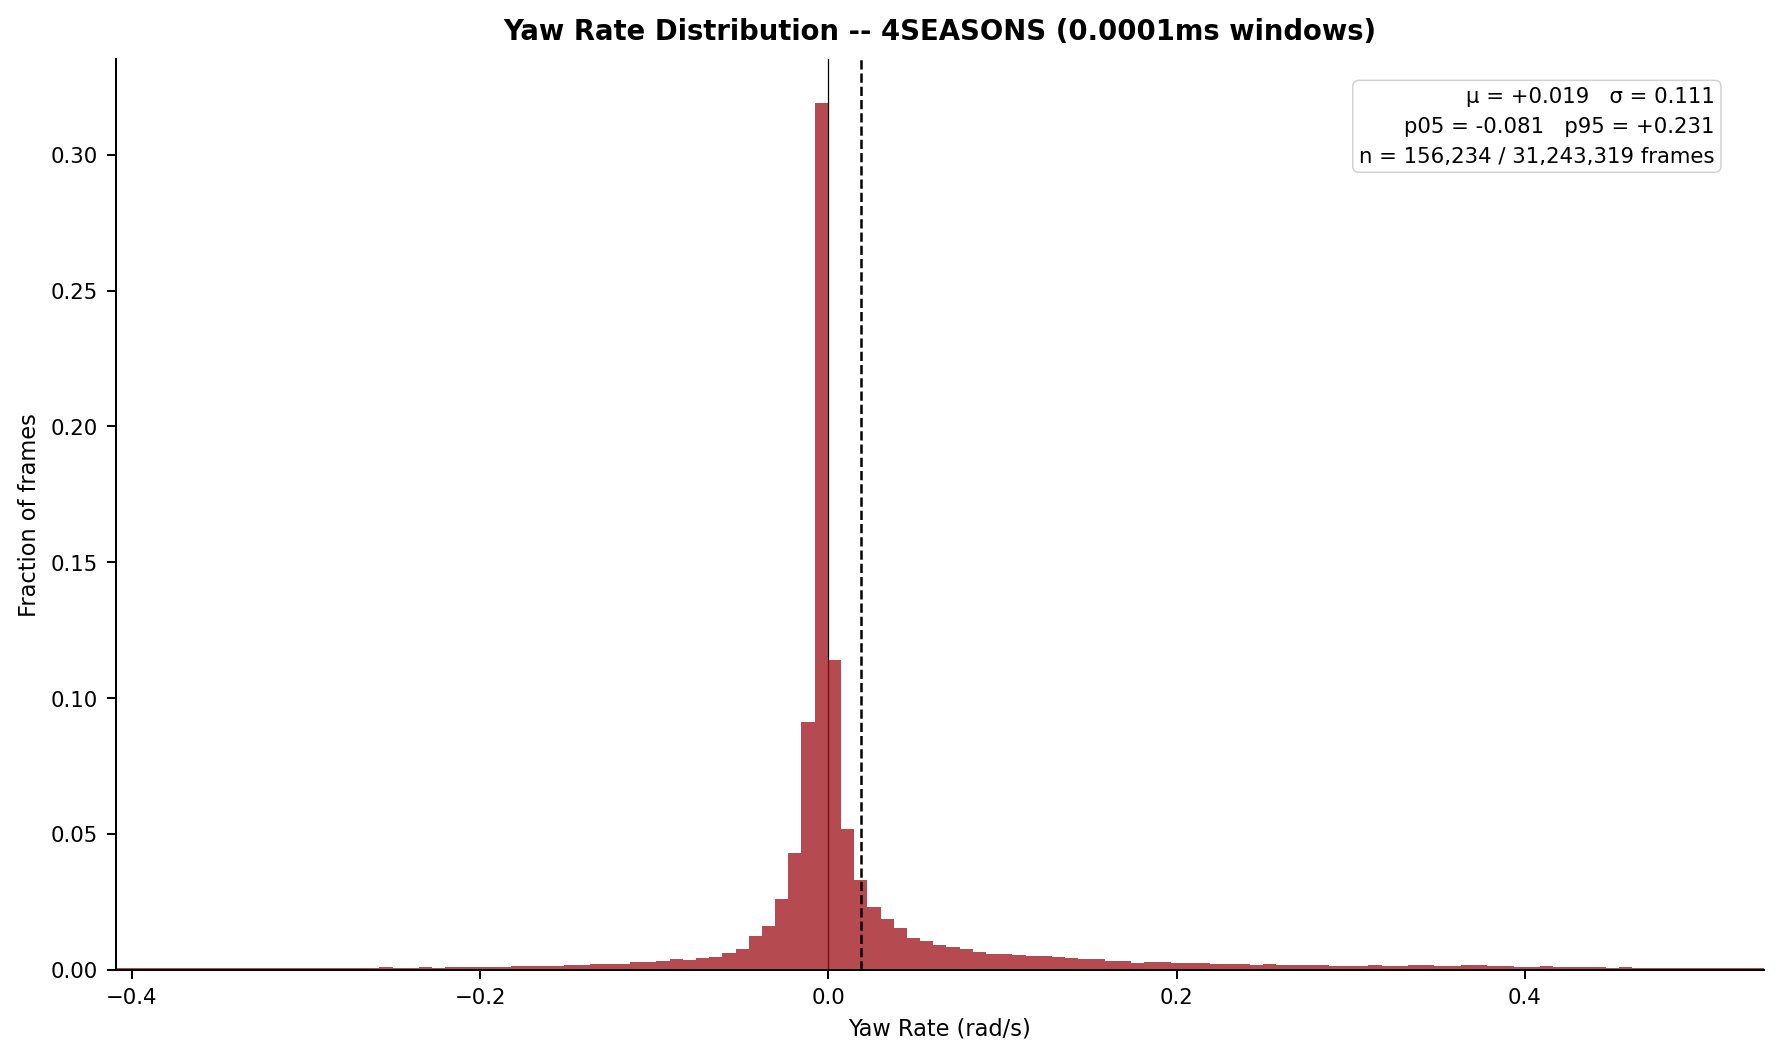 Yaw Rate Distribution -- 4SEASONS (0.0001ms windows)
μ = +0.019   σ = 0.111
p05 = -0.081   p95 = +0.231
n = 156,234 / 31,243,319 frames
Fraction of frames
0.30
0.25
0.20
0.15
0.10
0.05
0.00
−0.4
−0.2
0.0
0.2
0.4
Yaw Rate (rad/s)